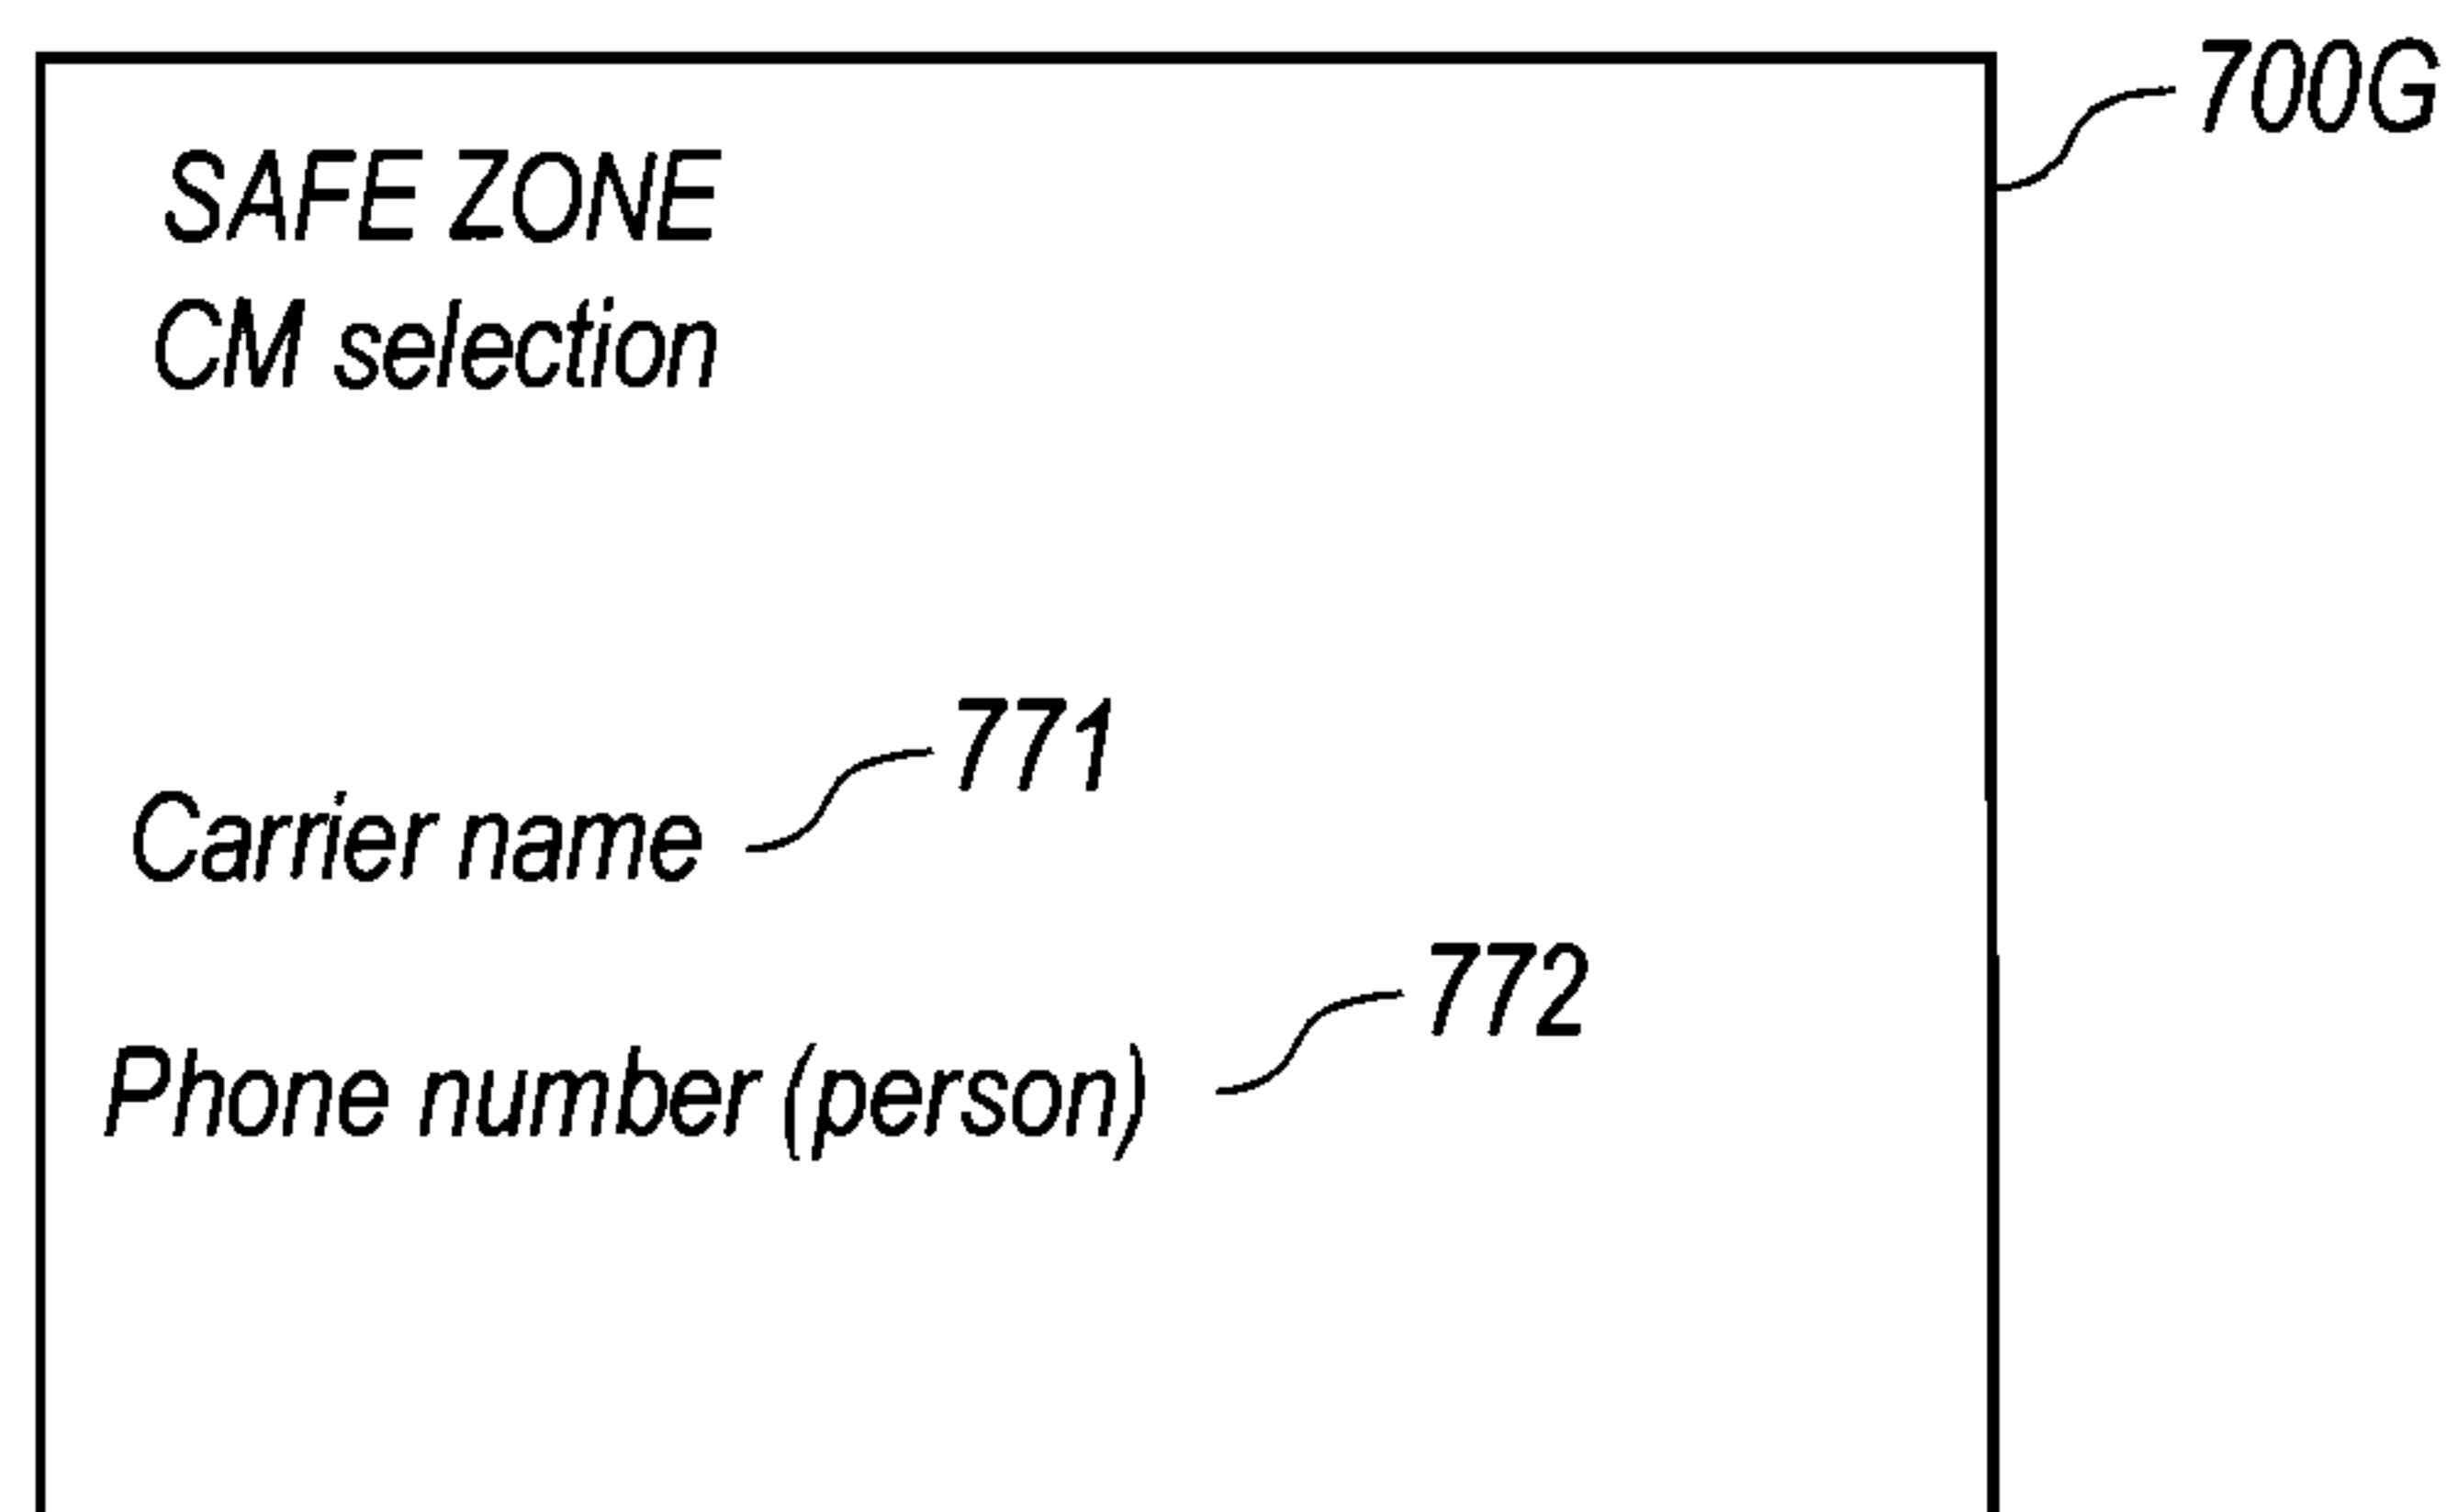 700G
SAFE ZONE
CM selection
771
Carrier name
772
Phone number (person)